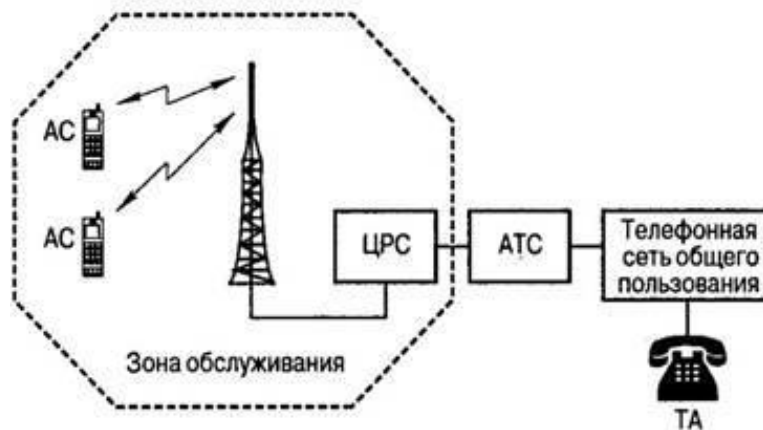 АС
АС
ЦРС
АТС
Телефонная
сеть общего
пользования
Зона обслуживания
ТА